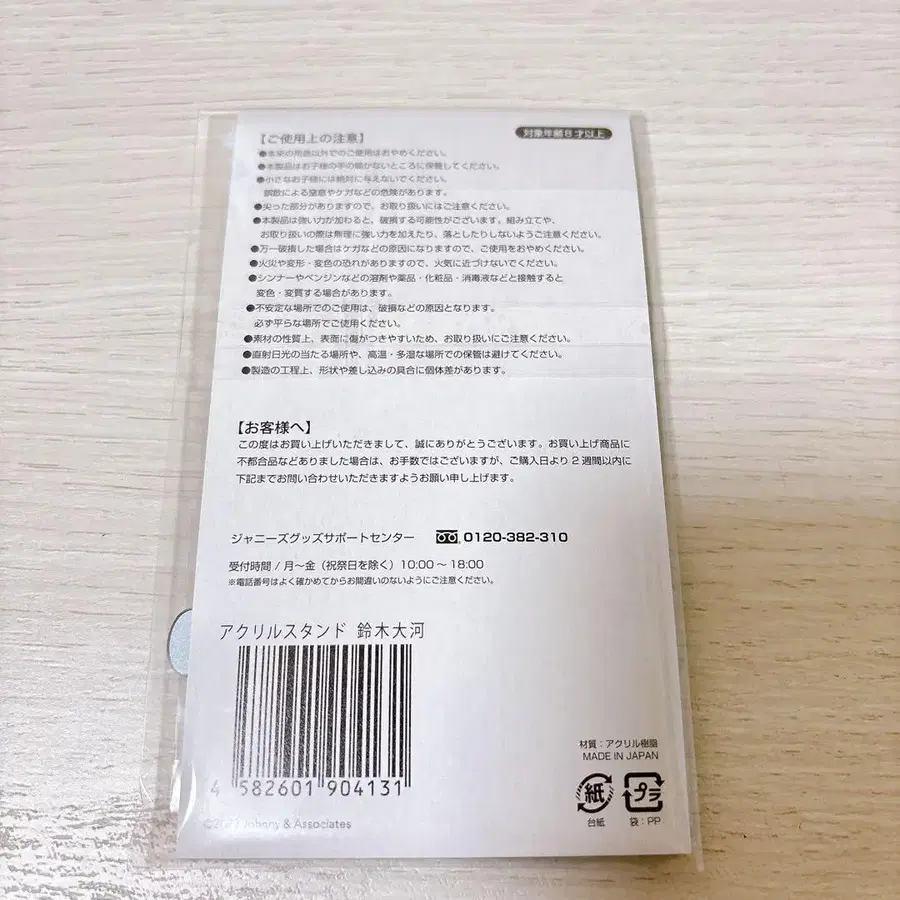 対象年齢8才以上
【ご使用上の注意】
●本来の用途以外でのご使用はおやめください。
●本製品はお子様の手の届かないところに保管してください。
●小さなお子様には絶対に与えないでください。
誤飲による窒息やケガなどの危険があります。
●尖った部分がありますので、お取り扱いにはご注意ください。
●本製品は強い力が加わると、破損する可能性がございます。組み立てや、
お取り扱いの際は無理に強い力を加えたり、落としたりしないようご注意ください。
●万一破損した場合はケガなどの原因になりますので、ご使用をおやめください。
●火災や変形・変色の恐れがありますので、火気に近づけないでください。
●シンナーやベンジンなどの溶剤や薬品・化粧品・消毒液などと接触すると
変色・変質する場合があります。
●不安定な場所でのご使用は、破損などの原因となります。
必ず平らな場所でご使用ください。
●素材の性質上、表面に傷がつきやすいため、お取り扱いにご注意ください。
●直射日光の当たる場所や、高温・多湿な場所での保管は避けてください。
●製造の工程上、形状や差し込みの具合に個体差があります。
【お客様へ】
この度はお買い上げいただきまして、誠にありがとうございます。お買い上げ商品に
不都合品などありました場合は、お手数ではございますが、ご購入日より2週間以内に
下記までお問い合わせいただきますようお願い申し上げます。
ジャニーズグッズサポートセンター 0120-382-310
受付時間 / 月〜金（祝祭日を除く）10:00〜18:00
※電話番号はよく確かめてからお間違いのないようにご注意ください。
アクリルスタンド 鈴木大河
4 582601 904131
材質：アクリル樹脂
MADE IN JAPAN
紙 プラ
台紙 袋：PP
Johnny & Associates